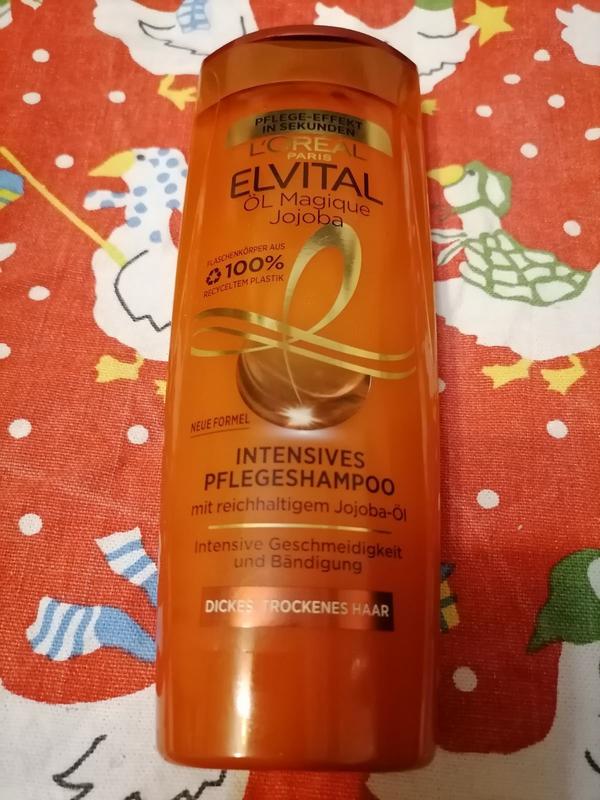 PFLEGE-EFFEKT
IN SEKUNDEN
L'ORÉAL
PARIS
ELVITAL
ÖL Magique
Jojoba
FLASCHENKÖRPER AUS
100%
RECYCELTEM PLASTIK
NEUE FORMEL
INTENSIVES
PFLEGESHAMPOO
mit reichhaltigem Jojoba-Öl
Intensive Geschmeidigkeit
und Bändigung
DICKES, TROCKENES HAAR